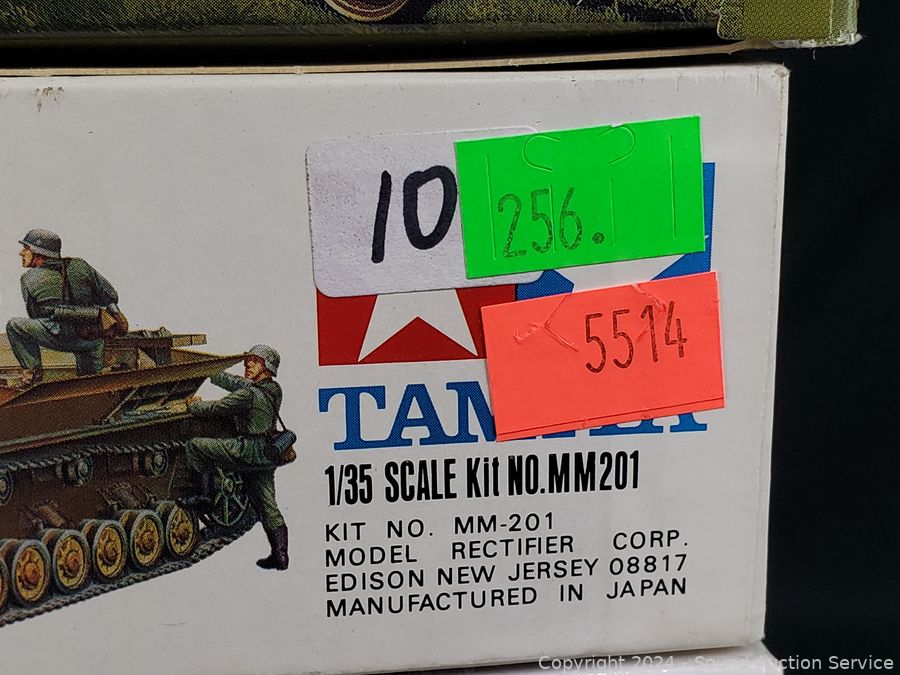 10
256.
5514
TAMIYA
1/35 SCALE Kit NO.MM201
KIT NO. MM-201
MODEL RECTIFIER CORP.
EDISON NEW JERSEY 08817
MANUFACTURED IN JAPAN
Copyright 2024 Auction Service